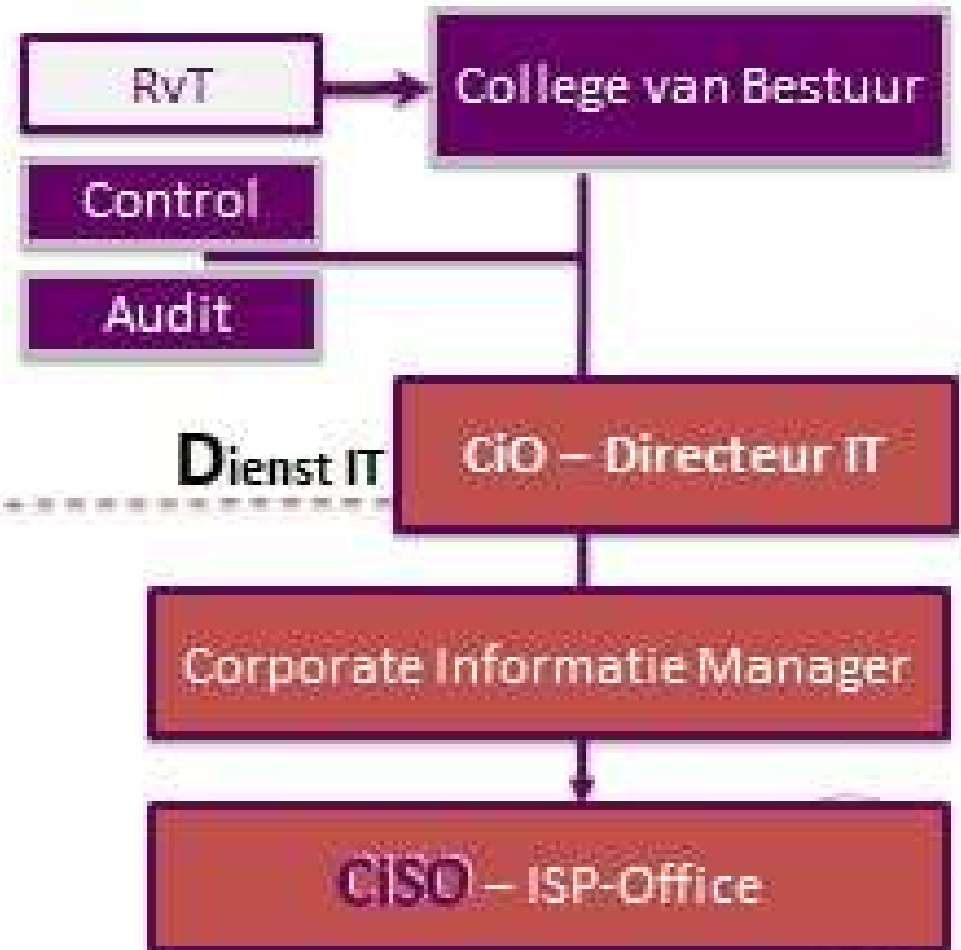 RvT
College van Bestuur
Control
Audit
Dienst IT
CiO – Directeur IT
Corporate Informatie Manager
CiSO – ISP-Office